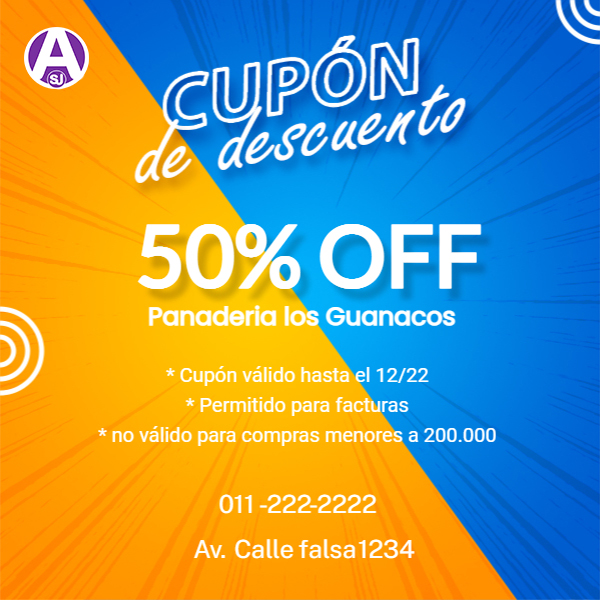 A
SJ
CUPÓN
de descuento
50% OFF
Panaderia los Guanacos
* Cupón válido hasta el 12/22
* Permitido para facturas
* no válido para compras menores a 200.000
011-222-2222
Av. Calle falsa1234